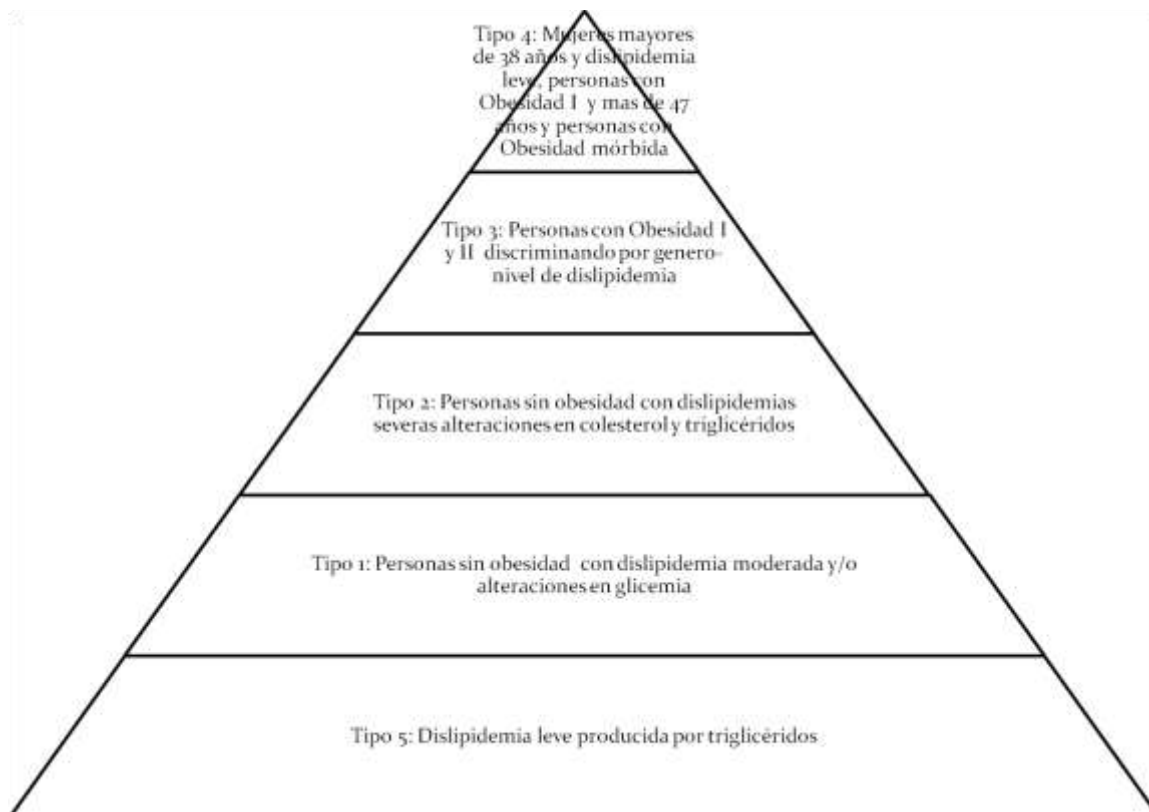 Tipo 4: Mujeres mayores
de 38 años y dislipidemia
leve, personas con
Obesidad I y mas de 47
años y personas con
Obesidad mórbida
Tipo 3: Personas con Obesidad I
y II discriminando por genero-
nivel de dislipidemia
Tipo 2: Personas sin obesidad con dislipidemias
severas alteraciones en colesterol y triglicéridos
Tipo 1: Personas sin obesidad con dislipidemia moderada y/o
alteraciones en glicemia
Tipo 5: Dislipidemia leve producida por triglicéridos